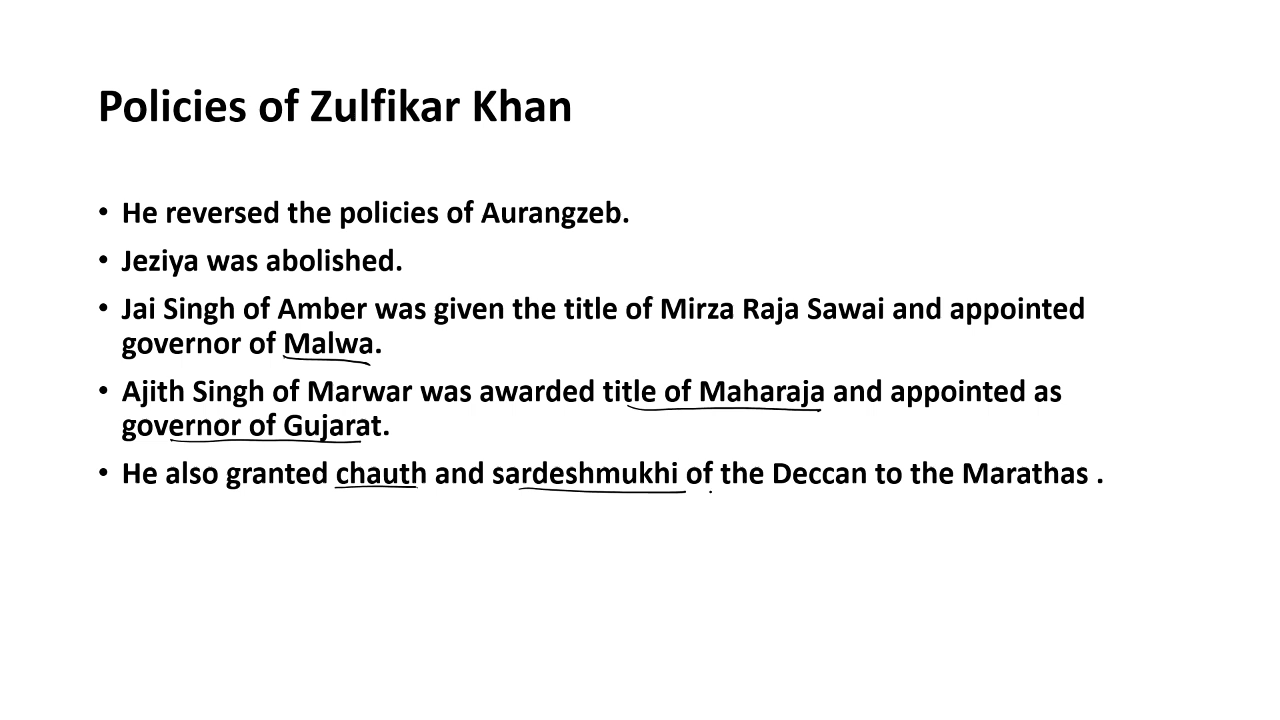 Policies of Zulfikar Khan
• He reversed the policies of Aurangzeb.
• Jeziya was abolished.
• Jai Singh of Amber was given the title of Mirza Raja Sawai and appointed
governor of Malwa.
• Ajith Singh of Marwar was awarded title of Maharaja and appointed as
governor of Gujarat.
• He also granted chauth and sardeshmukhi of the Deccan to the Marathas .